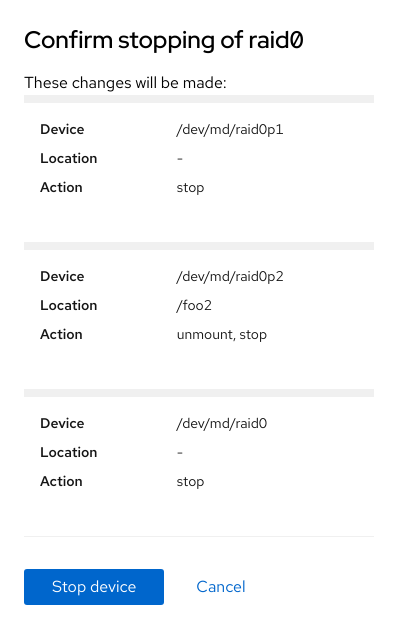 Confirm stopping of raid0
These changes will be made:
Device /dev/md/raid0p1
Location -
Action stop
Device /dev/md/raid0p2
Location /foo2
Action unmount, stop
Device /dev/md/raid0
Location -
Action stop
Stop device Cancel